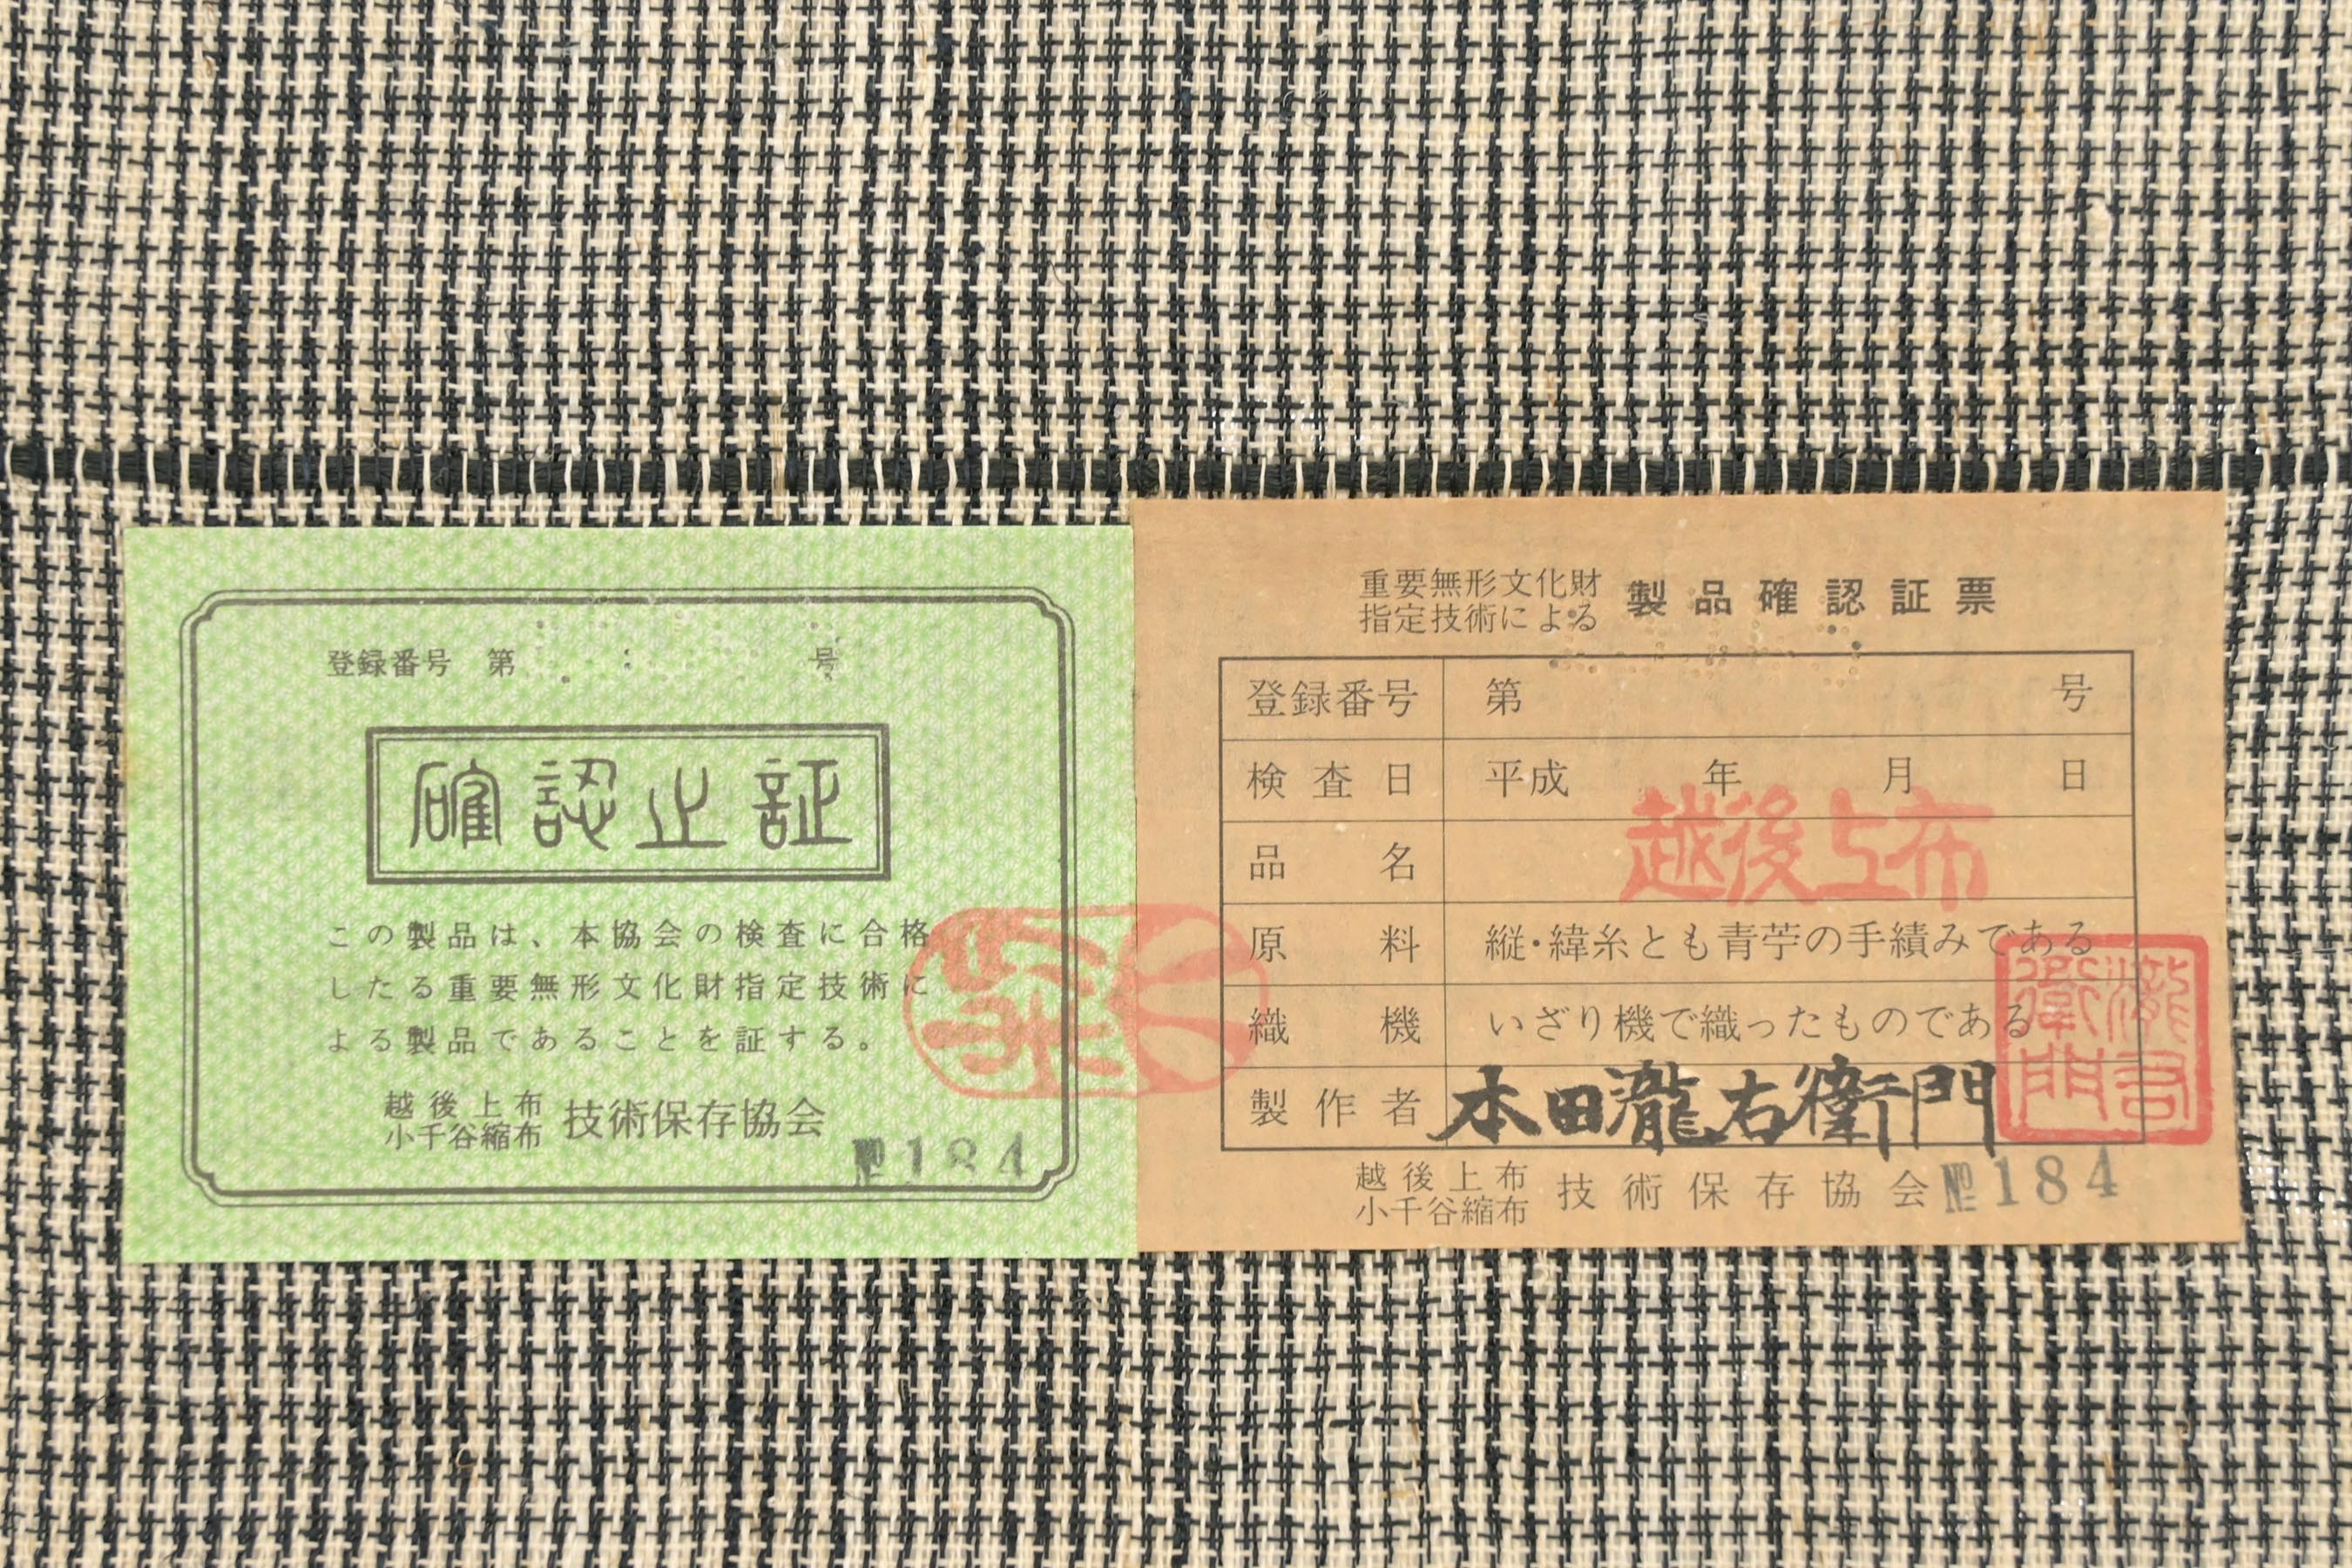 登録番号 第 号
確認止証
この製品は、本協会の検査に合格
したる重要無形文化財指定技術に
よる製品であることを証する。
越後上布
小千谷縮布 技術保存協会
№184
重要無形文化財
指定技術による 製品確認証票
登録番号 第 号
検査日 平成 年 月 日
品名 越後上布
原料 縦・緯糸とも青苧の手績みである
織機 いざり機で織ったものである
製作者 本田瀧右衛門
瀧右衛門
越後上布
小千谷縮布 技術保存協会 №184